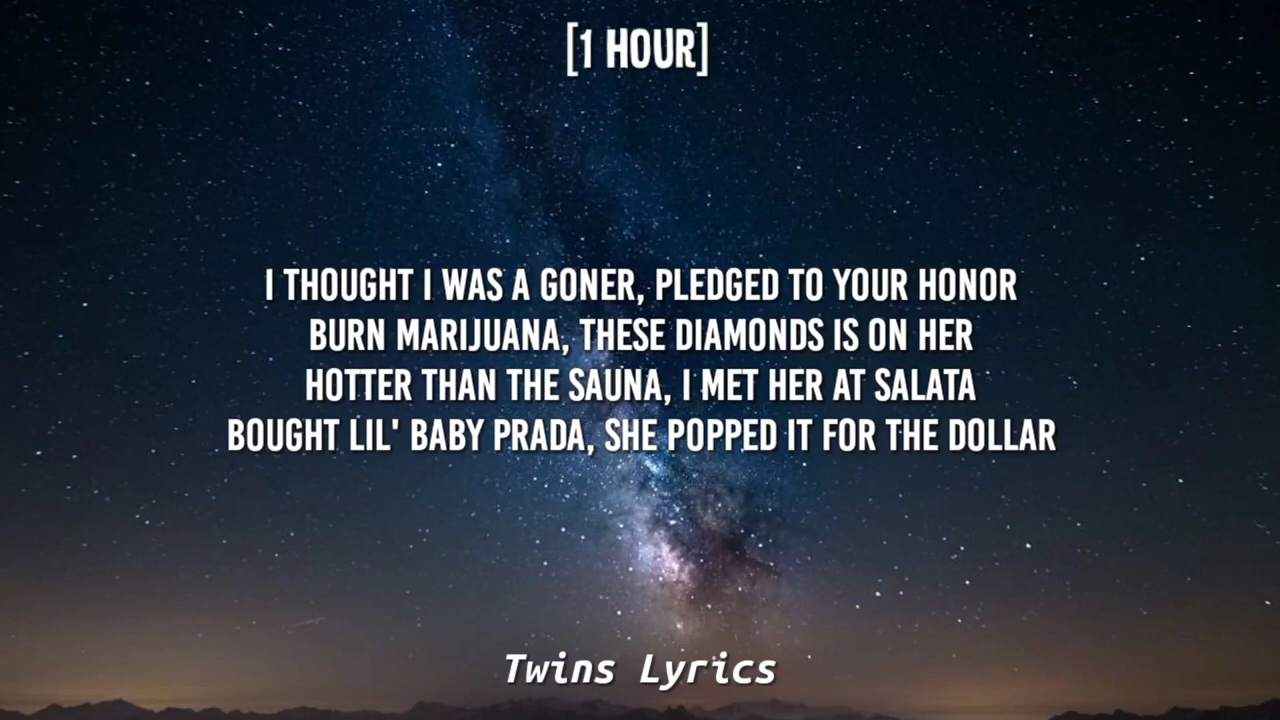 [1 HOUR]
I THOUGHT I WAS A GONER, PLEDGED TO YOUR HONOR
BURN MARIJUANA, THESE DIAMONDS IS ON HER
HOTTER THAN THE SAUNA, I MET HER AT SALATA
BOUGHT LIL' BABY PRADA, SHE POPPED IT FOR THE DOLLAR
Twins Lyrics